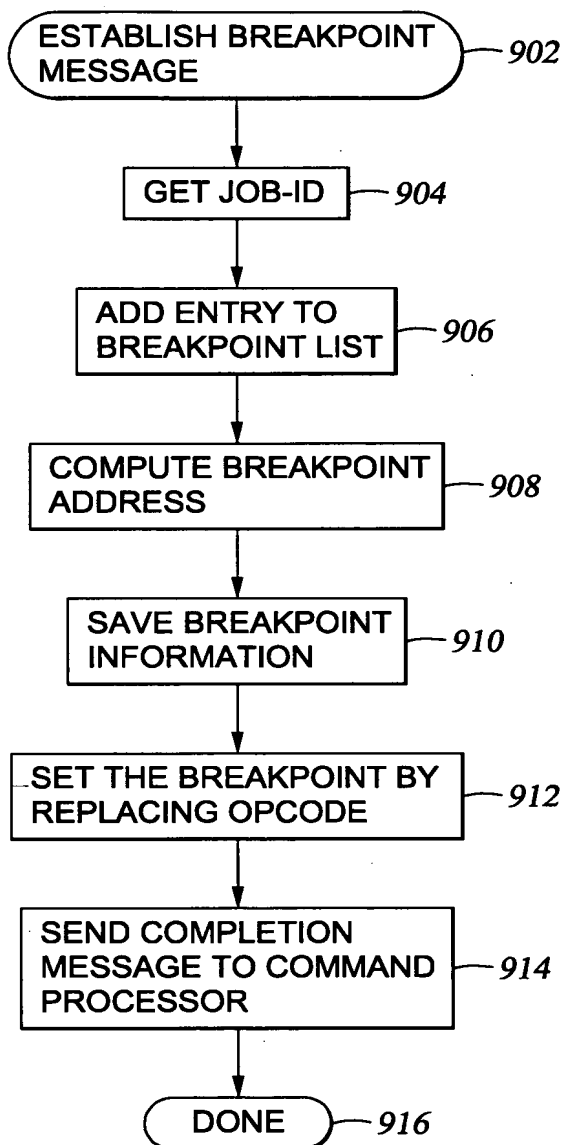 ESTABLISH BREAKPOINT
MESSAGE
902
GET JOB-ID
904
ADD ENTRY TO
BREAKPOINT LIST
906
COMPUTE BREAKPOINT
ADDRESS
908
SAVE BREAKPOINT
INFORMATION
910
SET THE BREAKPOINT BY
REPLACING OPCODE
912
SEND COMPLETION
MESSAGE TO COMMAND
PROCESSOR
914
DONE
916